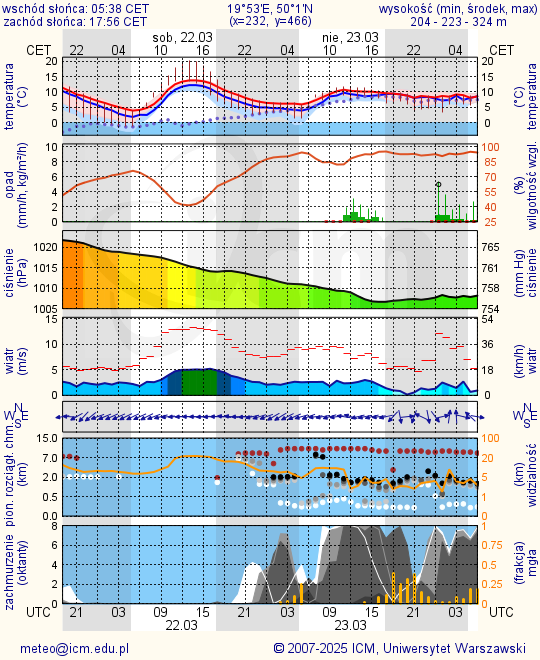 wschód słońca: 05:38 CET 19°53'E, 50°1'N wysokość (min, środek, max)
zachód słońca: 17:56 CET (x=232, y=466) 204 - 223 - 324 m
sob, 22.03 nie, 23.03
CET 22 04 10 16 22 04 10 16 22 04 CET
temperatura (°C)
20 15 10 5 0
20 15 10 5 0
temperatura (°C)
opad (mm/h, kg/m²/h)
10 8 6 4 2 0
100 85 70 55 40 25
(%) wilgotność wzgl.
ciśnienie (hPa)
1020 1015 1010 1005
765 761 758 754
(mm Hg) ciśnienie
wiatr (m/s)
15 10 5 0
54 36 18 0
(km/h) wiatr
N W E S
N W E S
pion. rozciągł. chm. (km)
15.0 7.0 2.0 0.5 0.0
100 20 5 1 0
(km) widzialność
zachmurzenie (oktanty)
8 6 4 2 0
1 0.75 0.5 0.25 0
(frakcja) mgła
UTC 21 03 09 15 21 03 09 15 21 03 UTC
22.03 23.03
meteo@icm.edu.pl © 2007-2025 ICM, Uniwersytet Warszawski